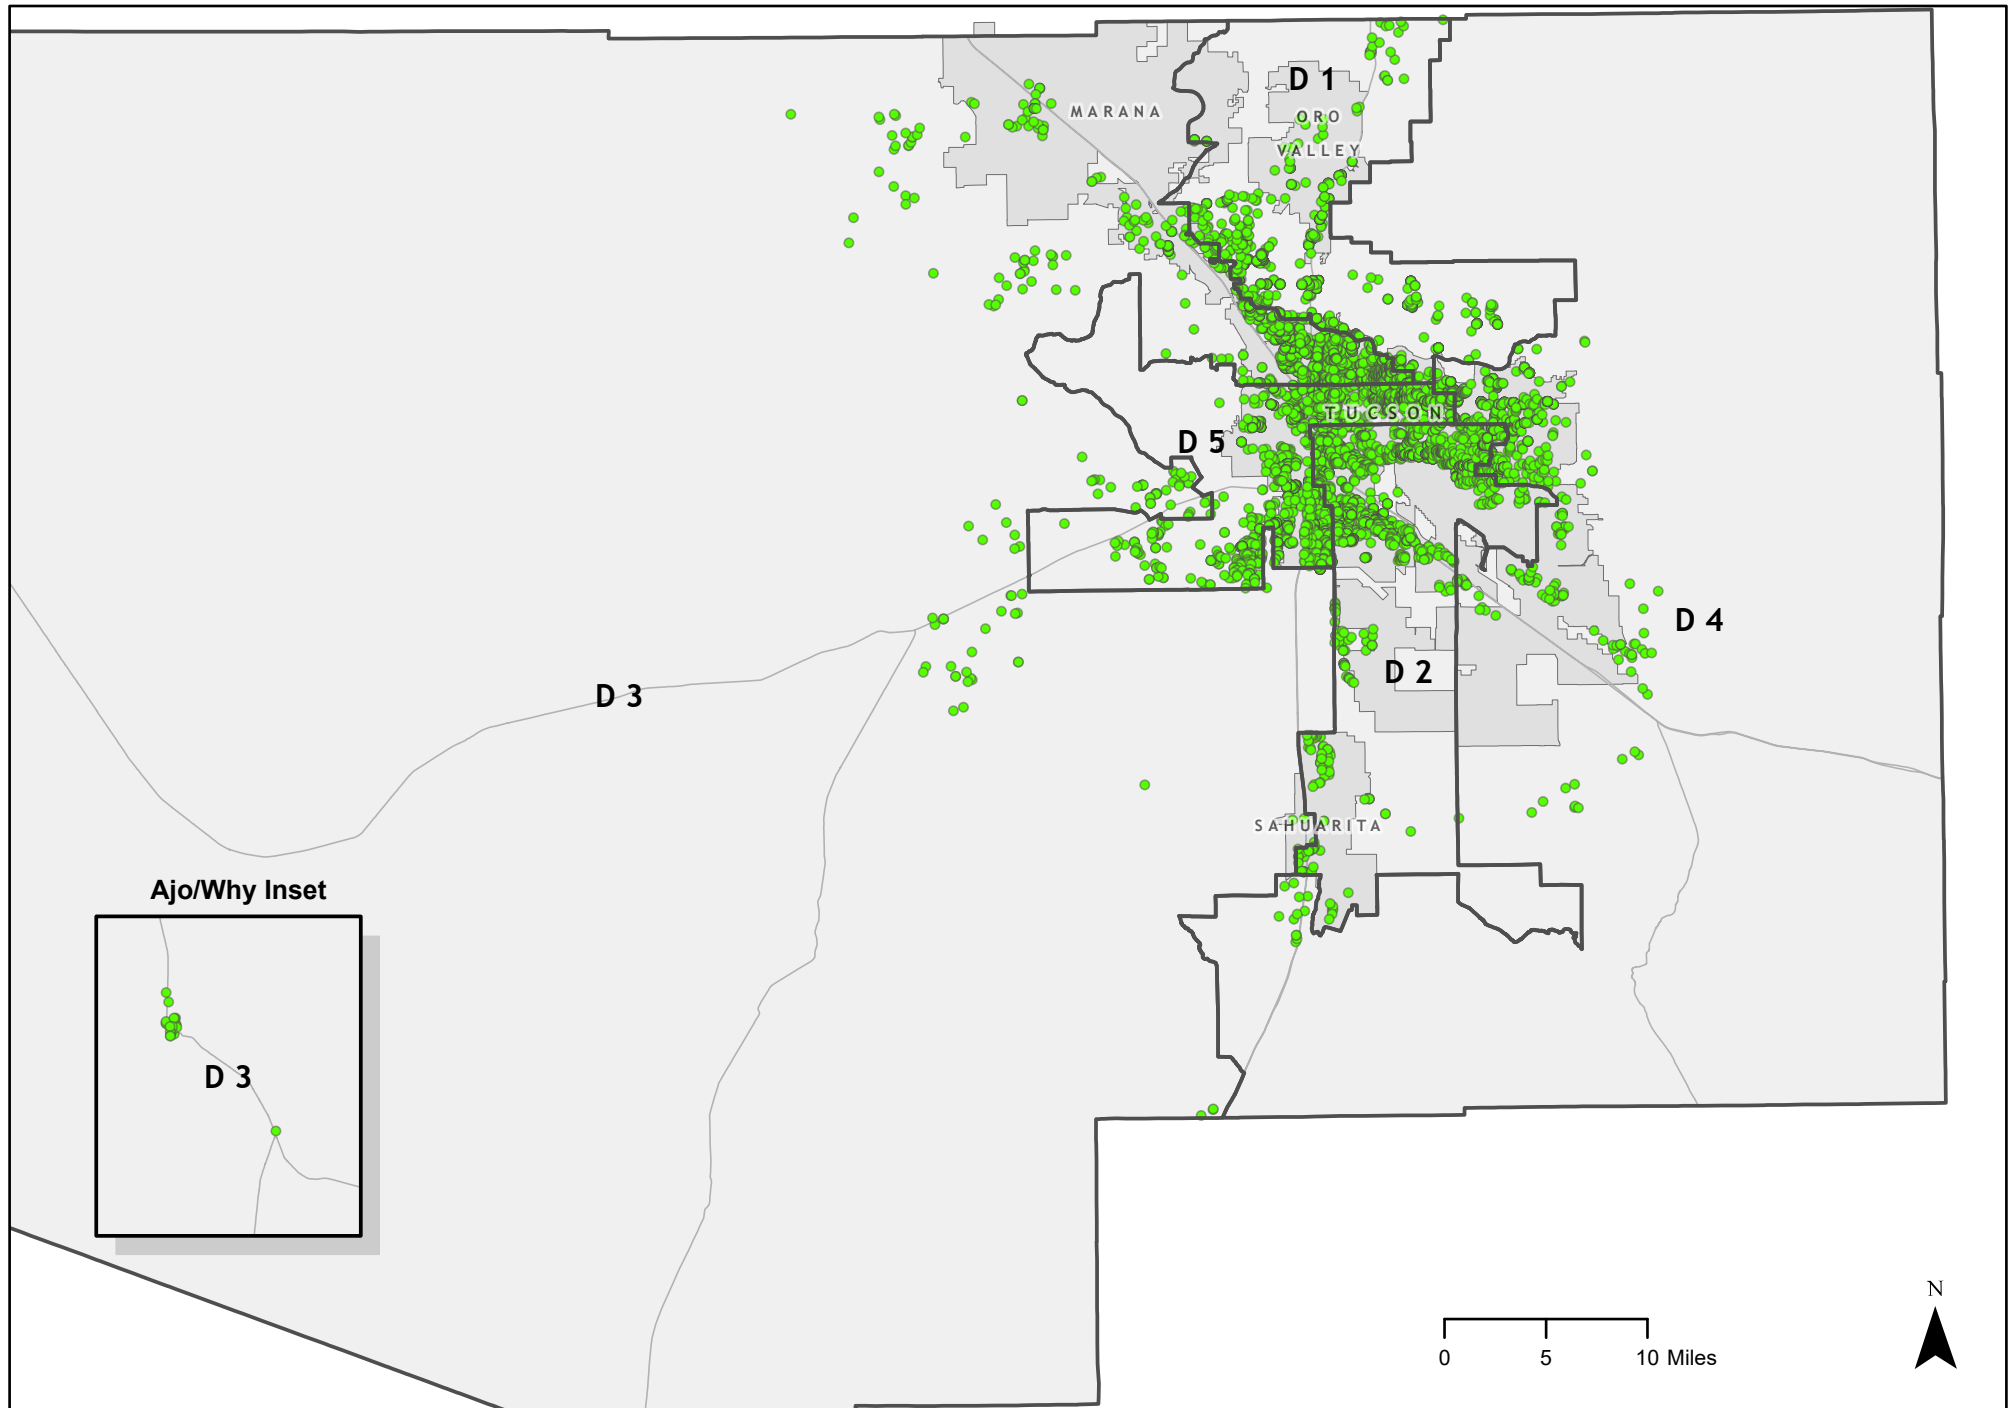 D 1
MARANA
ORO
VALLEY
TUCSON
D 5
D 4
D 2
D 3
SAHUARITA
Ajo/Why Inset
D 3
N
0 5 10 Miles